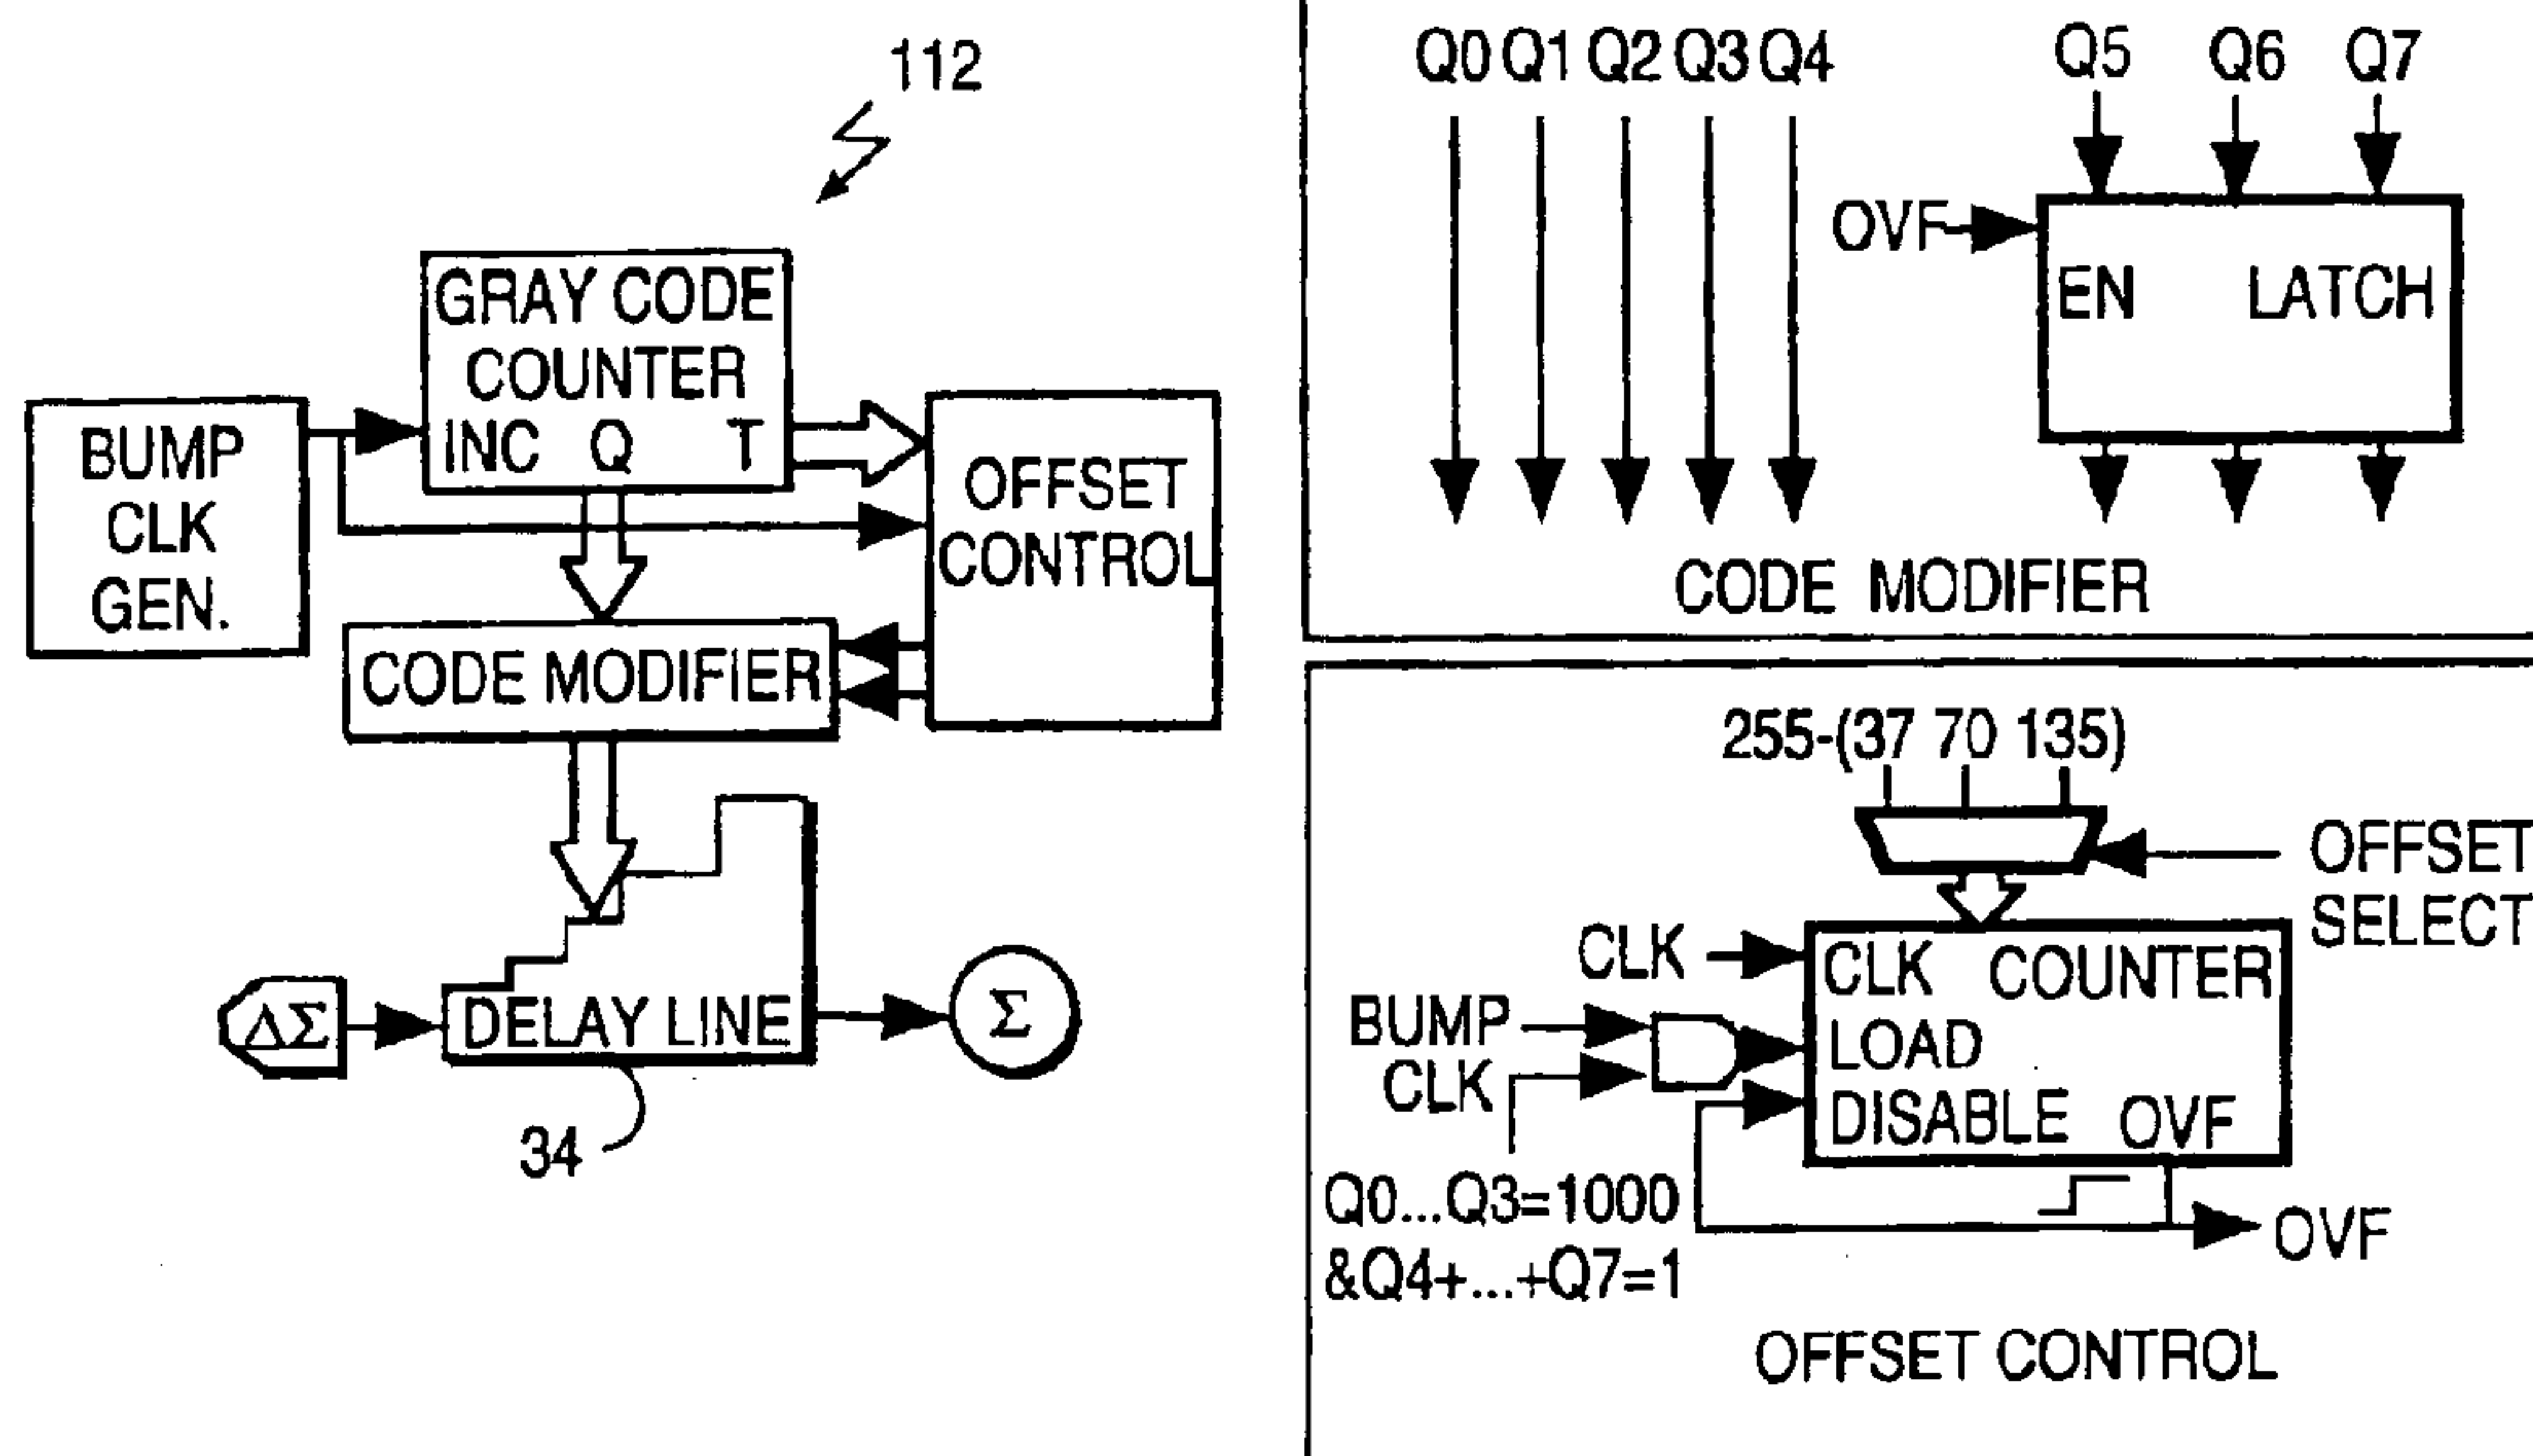 112
GRAY CODE
COUNTER
INC Q T
BUMP
CLK
GEN.
OFFSET
CONTROL
CODE MODIFIER
DELAY LINE
ΔΣ
Σ
34
Q0 Q1 Q2 Q3 Q4 Q5 Q6 Q7
OVF
EN LATCH
CODE MODIFIER
255-(37 70 135)
OFFSET
SELECT
CLK
CLK COUNTER
BUMP
CLK
LOAD
DISABLE OVF
Q0...Q3=1000
&Q4+...+Q7=1
OVF
OFFSET CONTROL